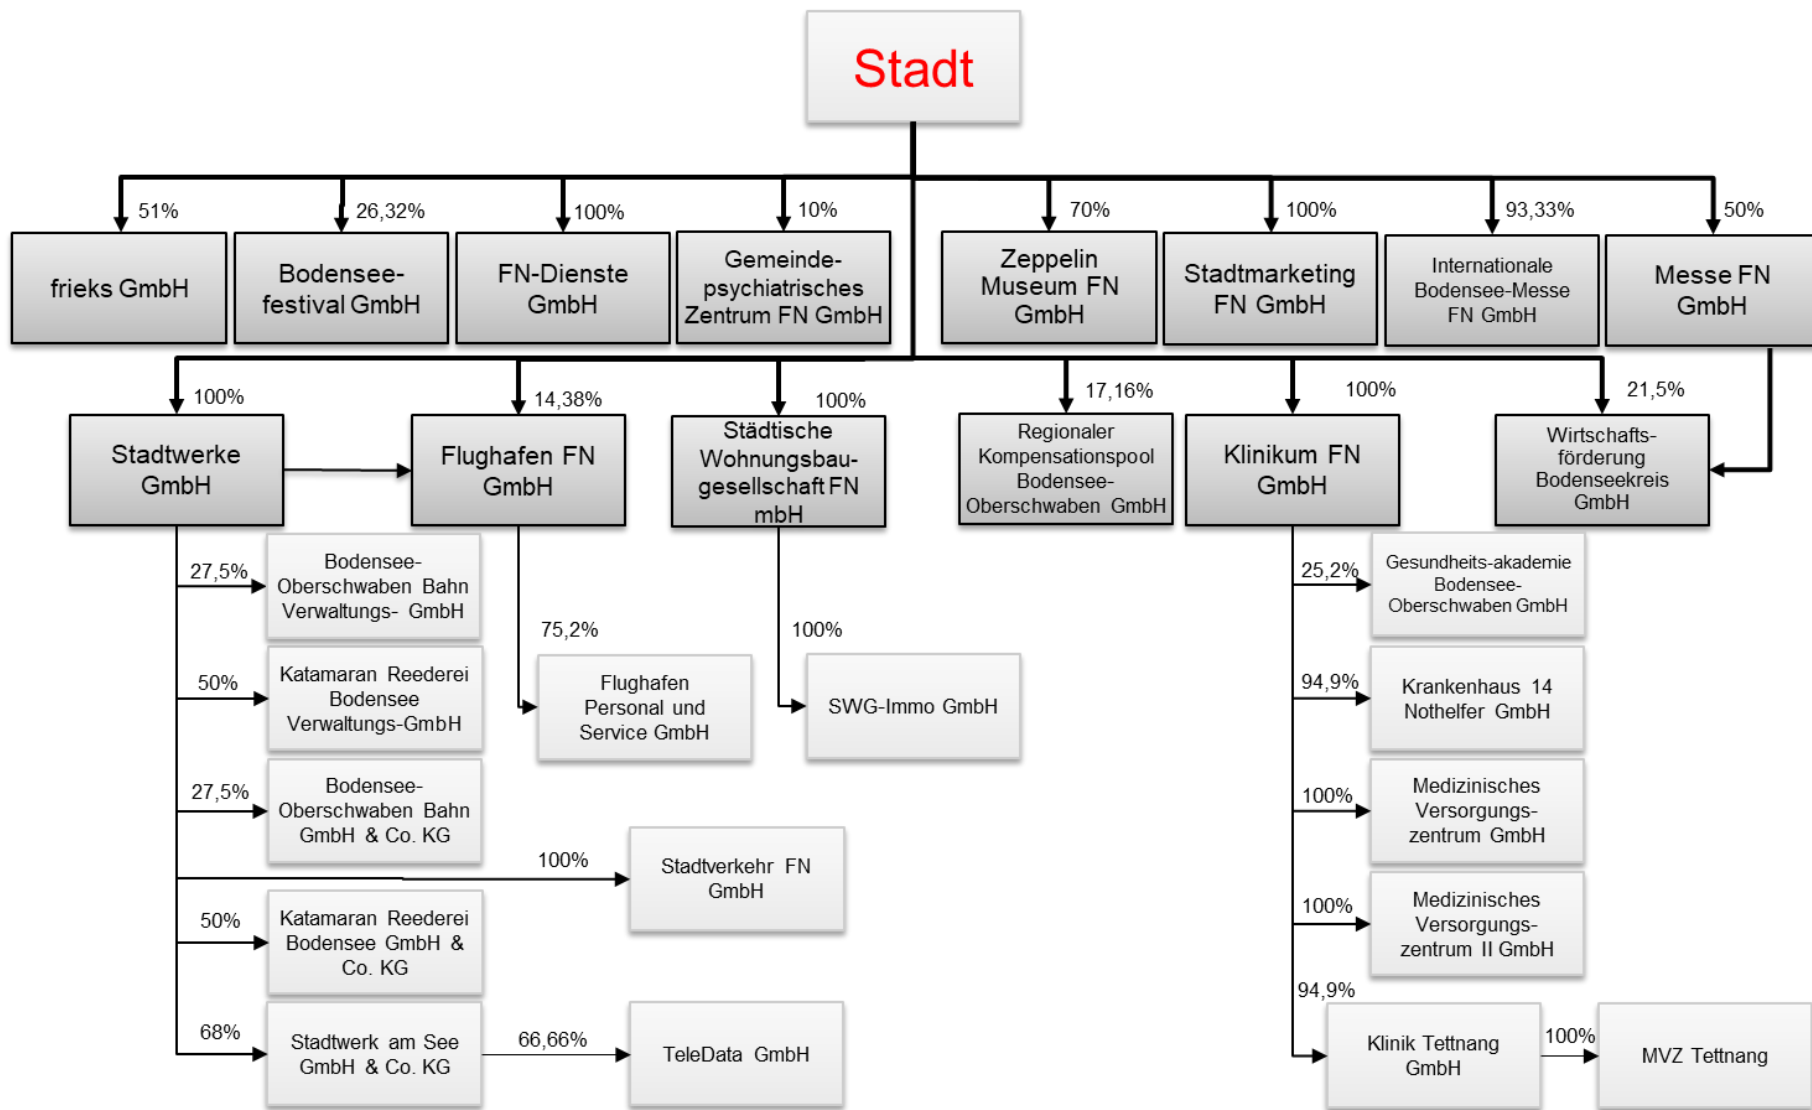 Stadt
51%
26,32%
100%
10%
70%
100%
93,33%
50%
frieks GmbH
Bodensee-
festival GmbH
FN-Dienste
GmbH
Gemeinde-
psychiatrisches
Zentrum FN GmbH
Zeppelin
Museum FN
GmbH
Stadtmarketing
FN GmbH
Internationale
Bodensee-Messe
FN GmbH
Messe FN
GmbH
100%
14,38%
100%
17,16%
100%
21,5%
Stadtwerke
GmbH
Flughafen FN
GmbH
Städtische
Wohnungsbau-
gesellschaft FN
mbH
Regionaler
Kompensationspool
Bodensee-
Oberschwaben GmbH
Klinikum FN
GmbH
Wirtschafts-
förderung
Bodenseekreis
GmbH
27,5%
Bodensee-
Oberschwaben Bahn
Verwaltungs- GmbH
50%
Katamaran Reederei
Bodensee
Verwaltungs-GmbH
27,5%
Bodensee-
Oberschwaben Bahn
GmbH & Co. KG
100%
Stadtverkehr FN
GmbH
50%
Katamaran Reederei
Bodensee GmbH &
Co. KG
68%
Stadtwerk am See
GmbH & Co. KG
66,66%
TeleData GmbH
75,2%
Flughafen
Personal und
Service GmbH
100%
SWG-Immo GmbH
25,2%
Gesundheits-akademie
Bodensee-
Oberschwaben GmbH
94,9%
Krankenhaus 14
Nothelfer GmbH
100%
Medizinisches
Versorgungs-
zentrum GmbH
100%
Medizinisches
Versorgungs-
zentrum II GmbH
94,9%
Klinik Tettnang
GmbH
100%
MVZ Tettnang